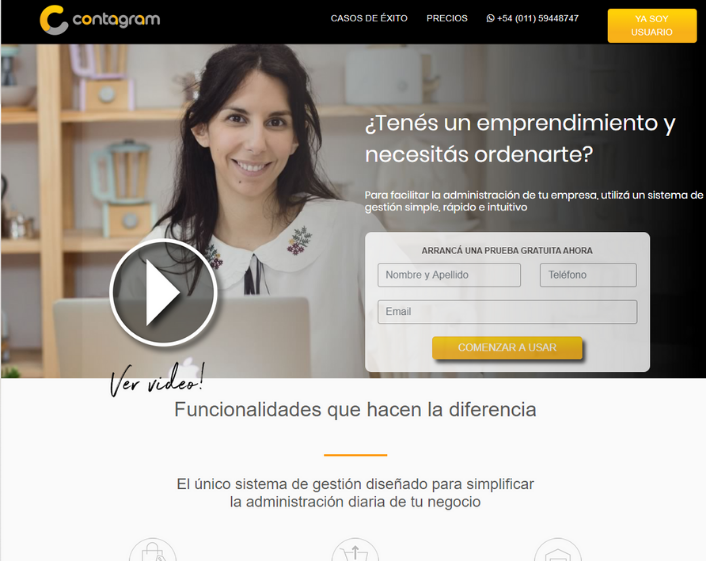 contagram
CASOS DE ÉXITO
PRECIOS
+54 (011) 59448747
YA SOY
USUARIO
¿Tenés un emprendimiento y
necesitás ordenarte?
Para facilitar la administración de tu empresa, utilizá un sistema de
gestión simple, rápido e intuitivo
ARRANCÁ UNA PRUEBA GRATUITA AHORA
Nombre y Apellido
Teléfono
Email
COMENZAR A USAR
Ver video!
Funcionalidades que hacen la diferencia
El único sistema de gestión diseñado para simplificar
la administración diaria de tu negocio